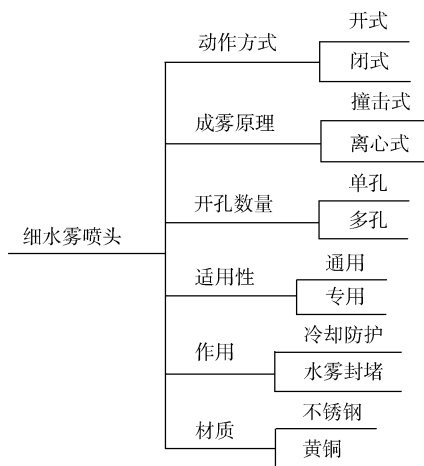 细水雾喷头
动作方式
开式
闭式
成雾原理
撞击式
离心式
开孔数量
单孔
多孔
适用性
通用
专用
作用
冷却防护
水雾封堵
材质
不锈钢
黄铜